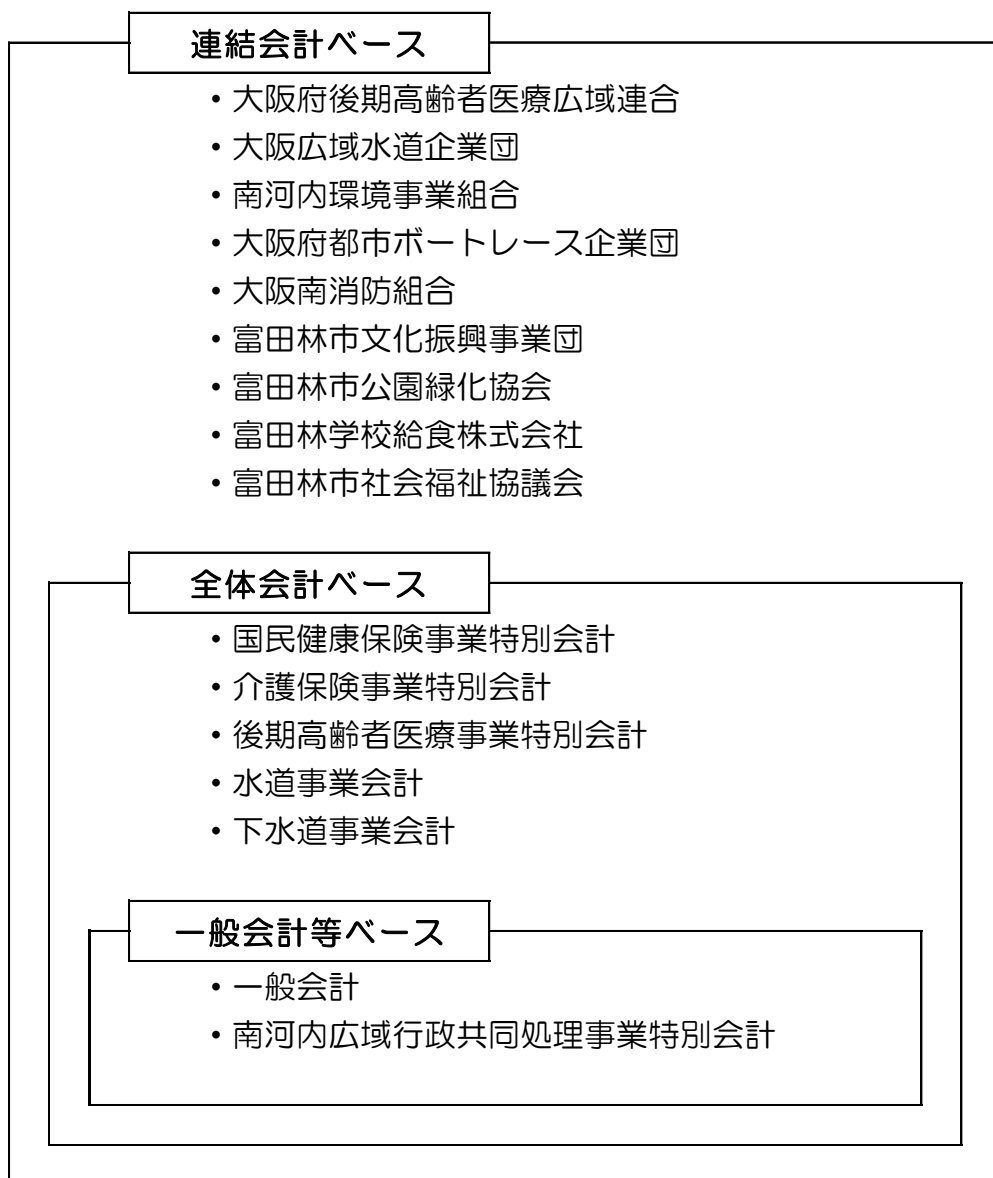 連結会計ベース
・大阪府後期高齢者医療広域連合
・大阪広域水道企業団
・南河内環境事業組合
・大阪府都市ボートレース企業団
・大阪南消防組合
・富田林市文化振興事業団
・富田林市公園緑化協会
・富田林学校給食株式会社
・富田林市社会福祉協議会
全体会計ベース
・国民健康保険事業特別会計
・介護保険事業特別会計
・後期高齢者医療事業特別会計
・水道事業会計
・下水道事業会計
一般会計等ベース
・一般会計
・南河内広域行政共同処理事業特別会計